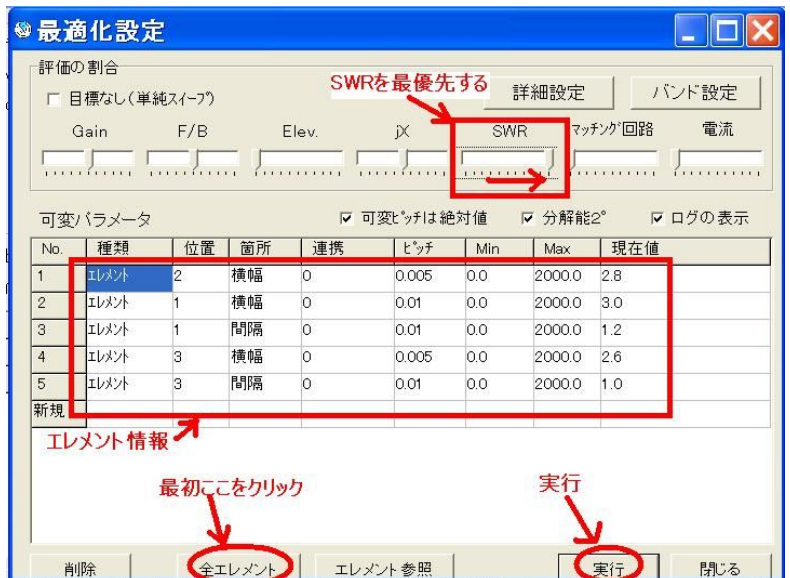 最適化設定
評価の割合
SWRを最優先する
目標なし(単純スイープ)
詳細設定
バンド設定
Gain F/B Elev. jX SWR マッチング回路 電流
可変パラメータ
可変ピッチは絶対値
分解能2°
ログの表示
No. 種類 位置 箇所 連携 ピッチ Min Max 現在値
1 エレメント 2 横幅 0 0.005 0.0 2000.0 2.8
2 エレメント 1 横幅 0 0.01 0.0 2000.0 3.0
3 エレメント 1 間隔 0 0.01 0.0 2000.0 1.2
4 エレメント 3 横幅 0 0.005 0.0 2000.0 2.6
5 エレメント 3 間隔 0 0.01 0.0 2000.0 1.0
新規
エレメント情報
最初ここをクリック
実行
削除 全エレメント エレメント参照 実行 閉じる